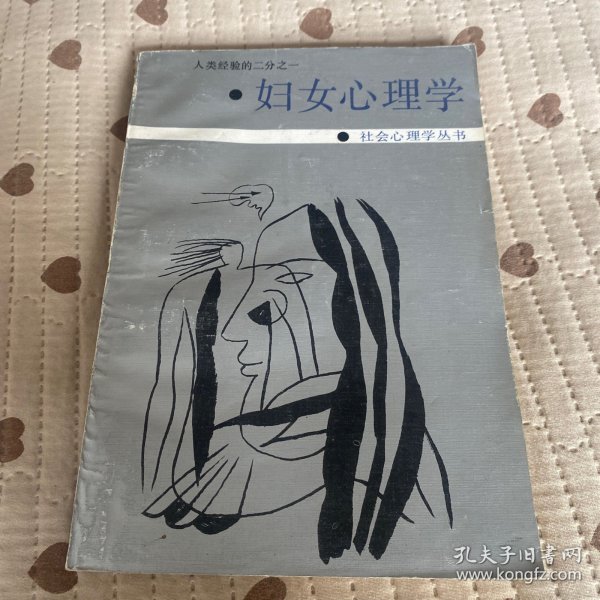 人类经验的二分之一
• 妇女心理学
• 社会心理学丛书
孔夫子旧书网
www.kongfz.com